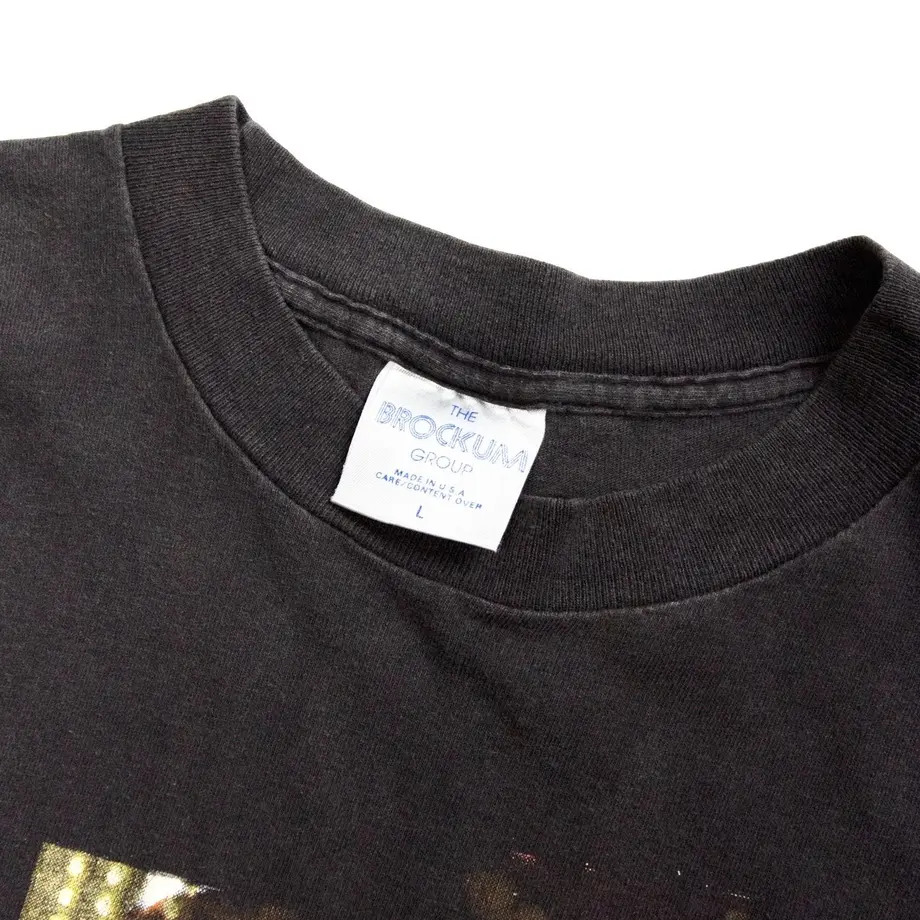 THE
BROCKUM
GROUP
MADE IN U.S.A
CARE/CONTENT OVER
L